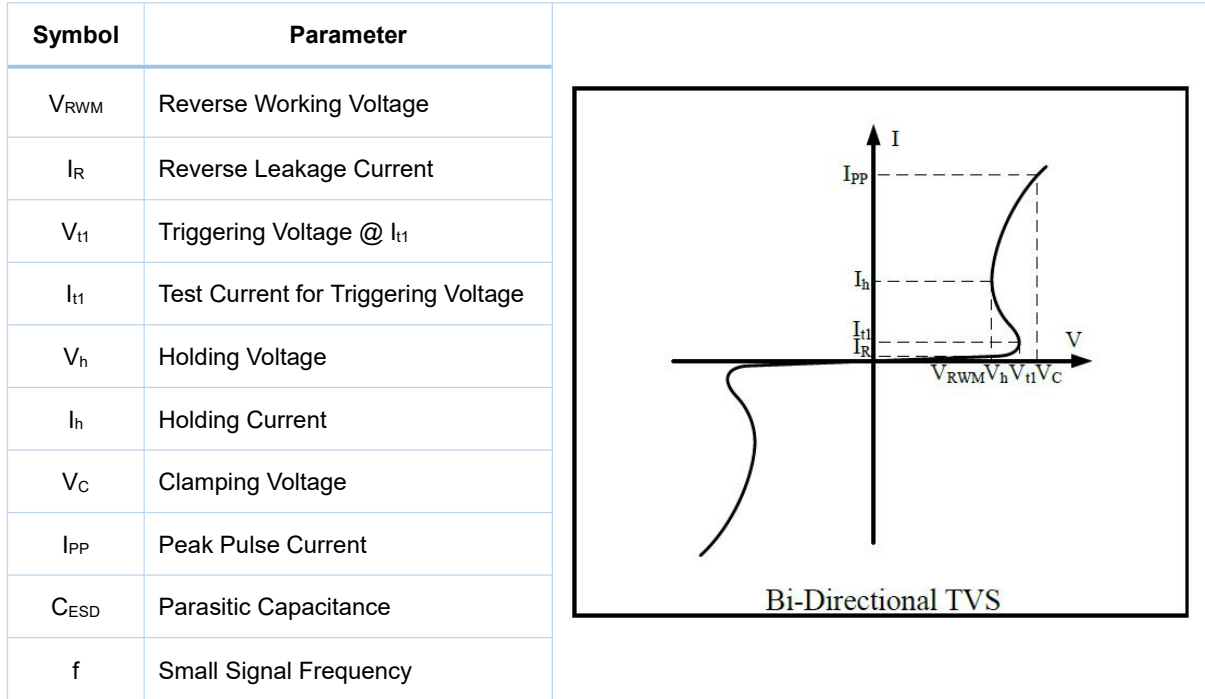 Symbol Parameter
VRWM Reverse Working Voltage
IR Reverse Leakage Current
Vt1 Triggering Voltage @ It1
It1 Test Current for Triggering Voltage
Vh Holding Voltage
Ih Holding Current
VC Clamping Voltage
IPP Peak Pulse Current
CESD Parasitic Capacitance
f Small Signal Frequency
I
IPP
Ih
It1
IR
V
VRWM Vh Vt1 VC
Bi-Directional TVS